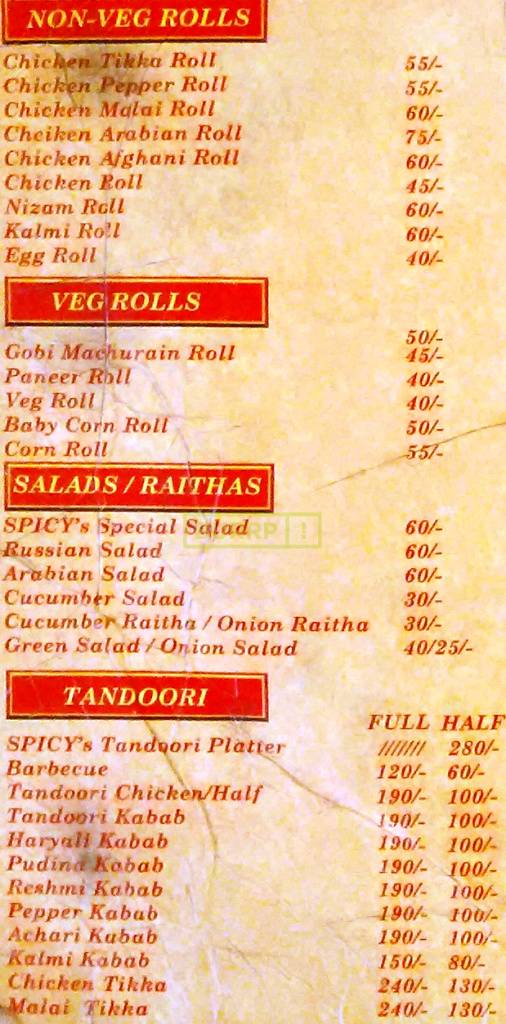 NON-VEG ROLLS
Chicken Tikka Roll 55/-
Chicken Pepper Roll 55/-
Chicken Malai Roll 60/-
Cheiken Arabian Roll 75/-
Chicken Afghani Roll 60/-
Chicken Roll 45/-
Nizam Roll 60/-
Kalmi Roll 60/-
Egg Roll 40/-
VEG ROLLS
50/-
Gobi Machurain Roll 45/-
Paneer Roll 40/-
Veg Roll 40/-
Baby Corn Roll 50/-
Corn Roll 55/-
SALADS / RAITHAS
SPICY's Special Salad 60/-
Russian Salad 60/-
Arabian Salad 60/-
Cucumber Salad 30/-
Cucumber Raitha / Onion Raitha 30/-
Green Salad / Onion Salad 40/25/-
TANDOORI
FULL HALF
SPICY's Tandoori Platter /////// 280/-
Barbecue 120/- 60/-
Tandoori Chicken/Half 190/- 100/-
Tandoori Kabab 190/- 100/-
Haryali Kabab 190/- 100/-
Pudina Kabab 190/- 100/-
Reshmi Kabab 190/- 100/-
Pepper Kabab 190/- 100/-
Achari Kabab 190/- 100/-
Kalmi Kabab 150/- 80/-
Chicken Tikka 240/- 130/-
Malai Tikka 240/- 130/-